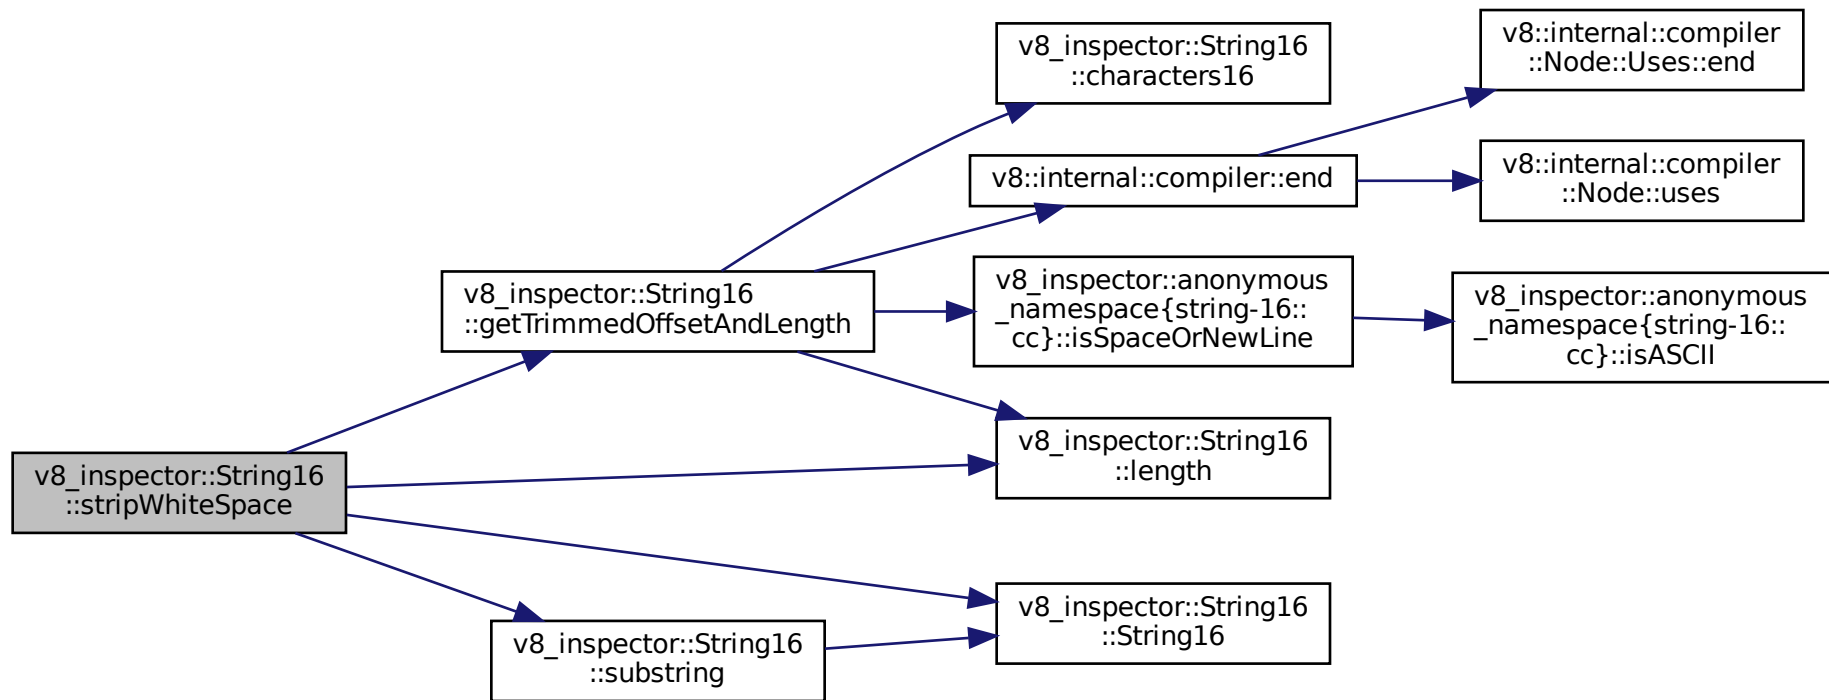 v8_inspector::String16
::stripWhiteSpace
v8_inspector::String16
::getTrimmedOffsetAndLength
v8_inspector::String16
::substring
v8_inspector::String16
::characters16
v8::internal::compiler::end
v8_inspector::anonymous
_namespace{string-16::
cc}::isSpaceOrNewLine
v8_inspector::String16
::length
v8_inspector::String16
::String16
v8::internal::compiler
::Node::Uses::end
v8::internal::compiler
::Node::uses
v8_inspector::anonymous
_namespace{string-16::
cc}::isASCII